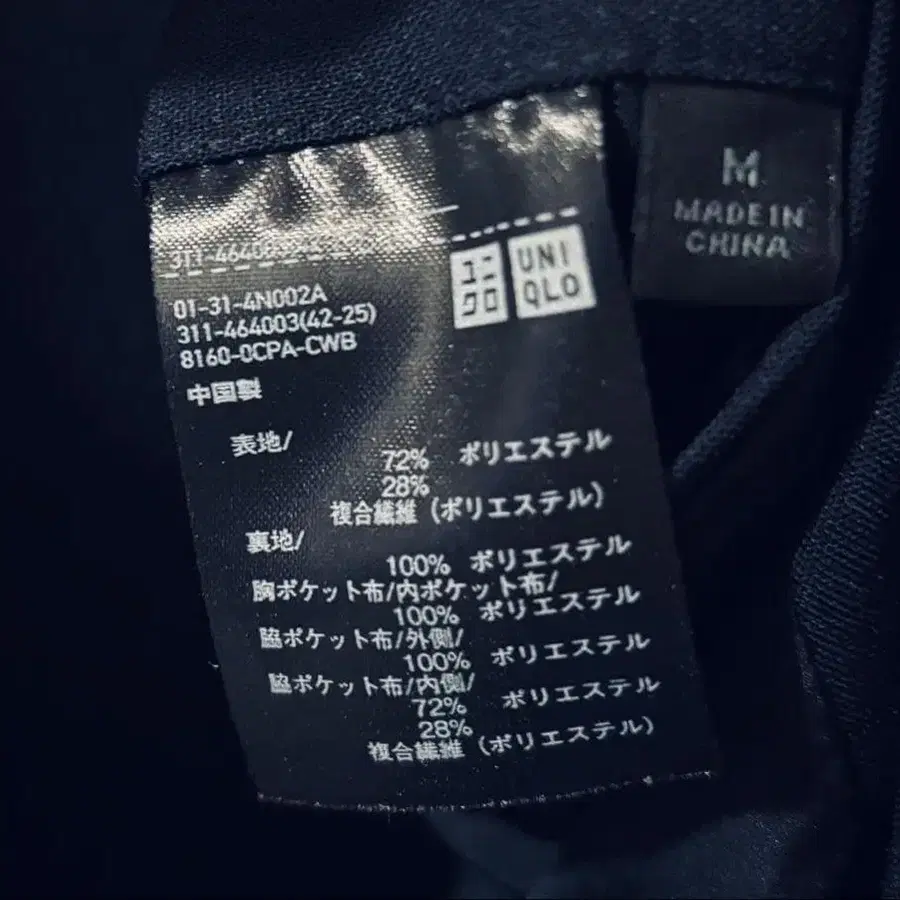 M
MADE IN
CHINA
311-464003(42-25)
ユニ
クロ
UNI
QLO
01-31-4N002A
311-464003(42-25)
8160-0CPA-CWB
中国製
表地/
72% ポリエステル
28%
複合繊維(ポリエステル)
裏地/
100% ポリエステル
胸ポケット布/内ポケット布/
100% ポリエステル
脇ポケット布/外側/
100% ポリエステル
脇ポケット布/内側/
72% ポリエステル
28%
複合繊維(ポリエステル)